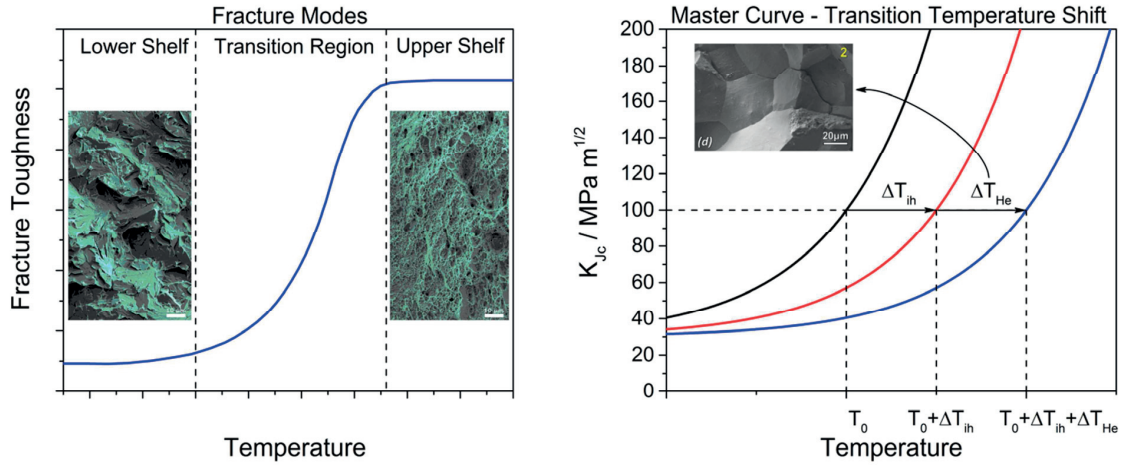 Fracture Modes
Lower Shelf
Transition Region
Upper Shelf
Fracture Toughness
Temperature
Master Curve - Transition Temperature Shift
200
180
160
140
120
100
80
60
40
20
0
K_Jc / MPa m^1/2
2
(d)
20µm
ΔT_ih
ΔT_He
T_0
T_0+ΔT_ih
T_0+ΔT_ih+ΔT_He
Temperature